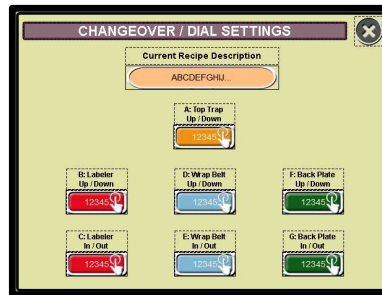 CHANGEOVER / DIAL SETTINGS
Current Recipe Description
ABCDEFGHIJ...
A: Top Trap
Up / Down
12345
B: Labeler
Up / Down
12345
D: Wrap Belt
Up / Down
12345
F: Back Plate
Up / Down
12345
C: Labeler
In / Out
12345
E: Wrap Belt
In / Out
12345
G: Back Plate
In / Out
12345